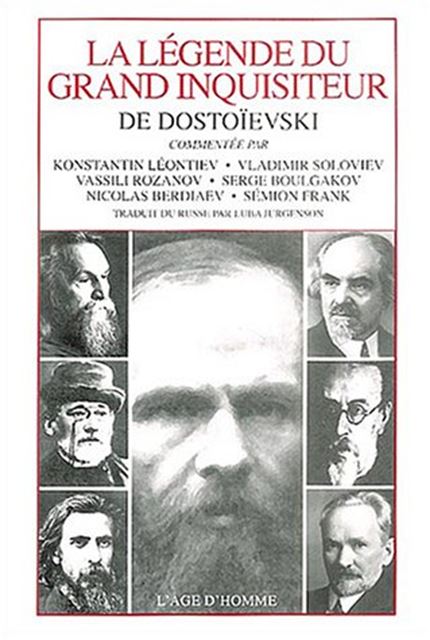 LA LÉGENDE DU
GRAND INQUISITEUR
DE DOSTOÏEVSKI
COMMENTÉE PAR
KONSTANTIN LÉONTIEV • VLADIMIR SOLOVIEV
VASSILI ROZANOV • SERGE BOULGAKOV
NICOLAS BERDIAEV • SÉMION FRANK
TRADUIT DU RUSSE PAR LUBA JURGENSON
L'ÂGE D'HOMME